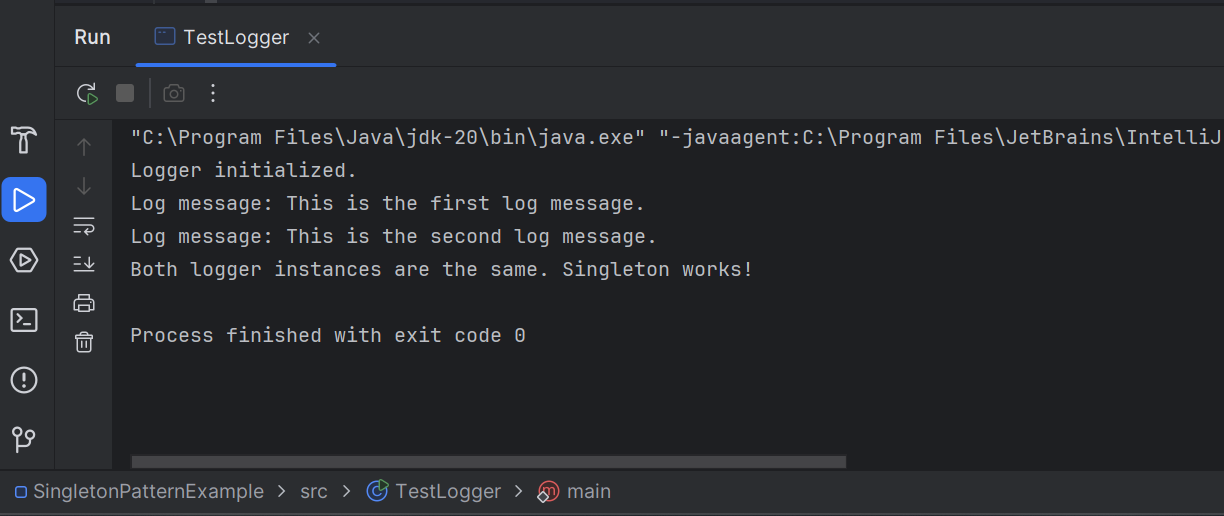 Run TestLogger
"C:\Program Files\Java\jdk-20\bin\java.exe" "-javaagent:C:\Program Files\JetBrains\IntelliJ
Logger initialized.
Log message: This is the first log message.
Log message: This is the second log message.
Both logger instances are the same. Singleton works!
Process finished with exit code 0
SingletonPatternExample > src > TestLogger > main